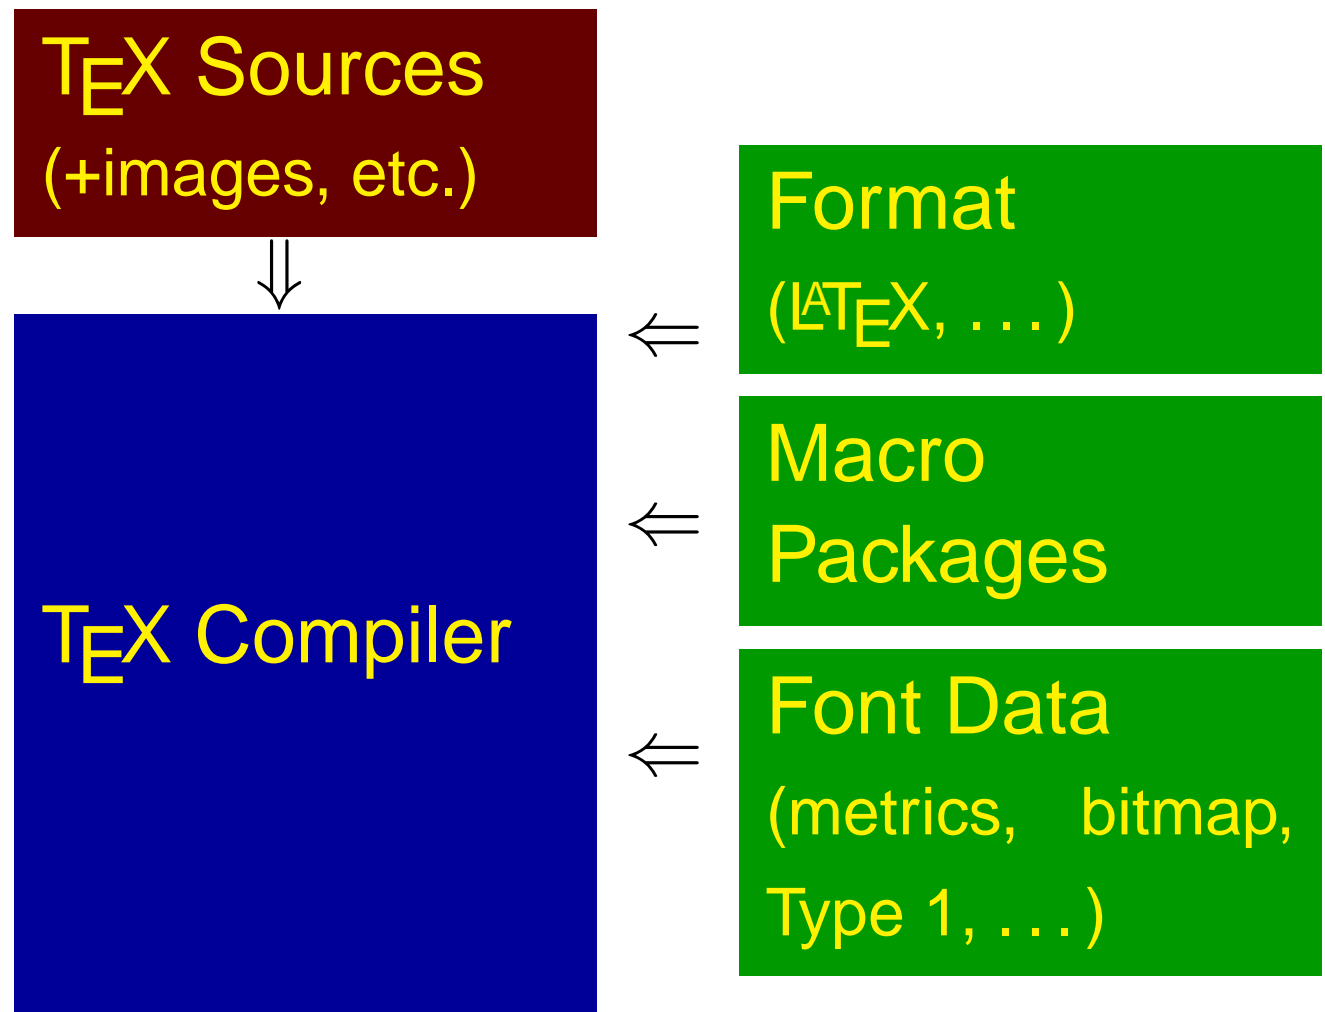 TEX Sources
(+images, etc.)
Format
(LATEX, ...)
Macro
Packages
TEX Compiler
Font Data
(metrics, bitmap,
Type 1, ...)